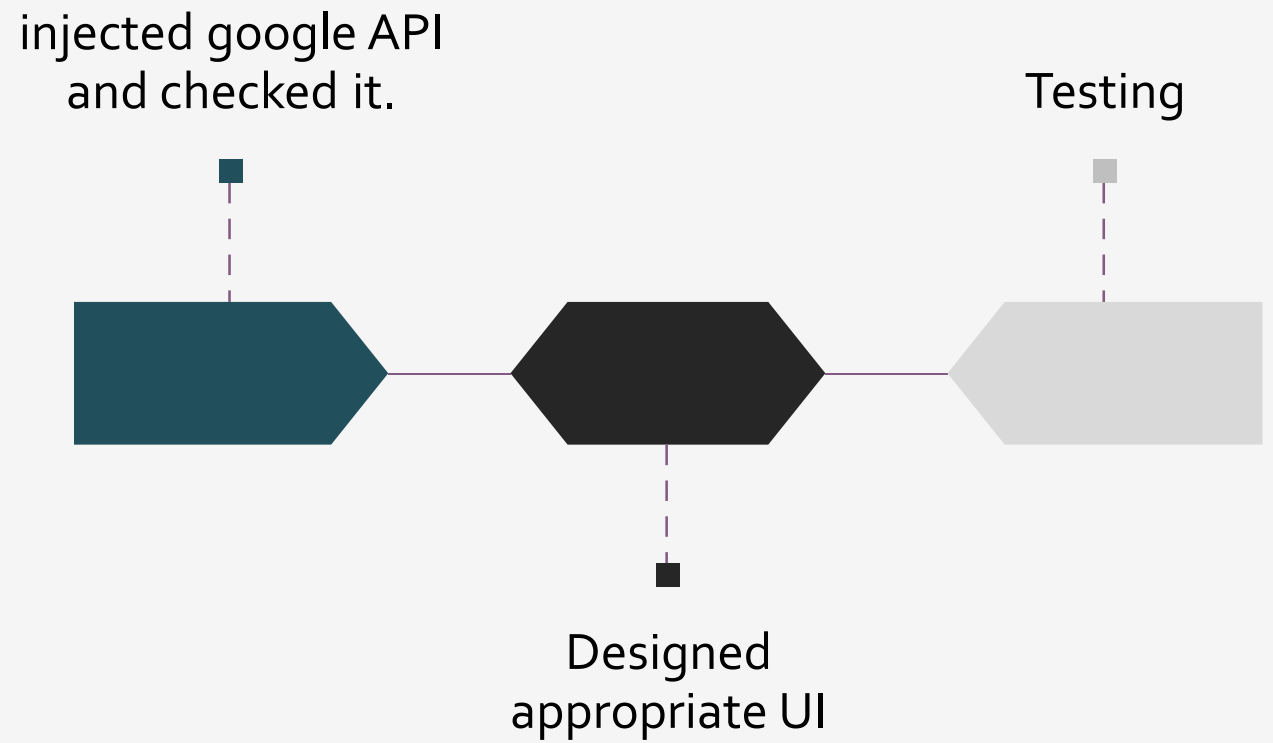 injected google API
and checked it.
Testing
Designed
appropriate UI